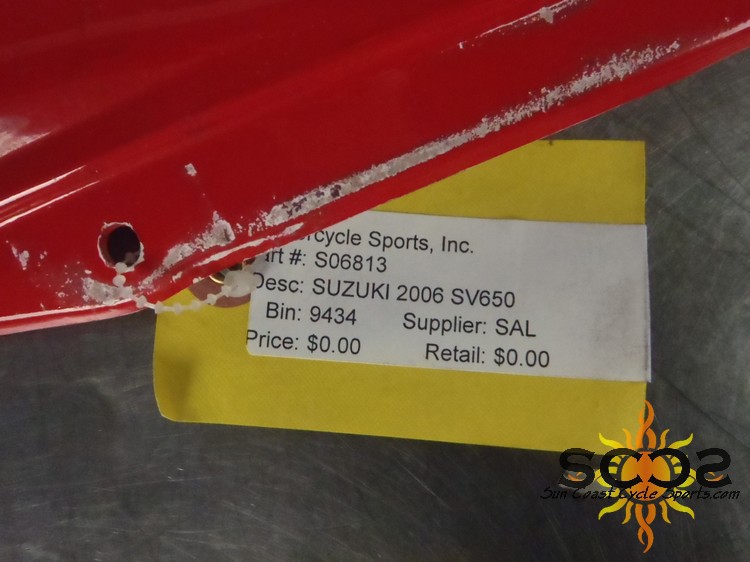 rcycle Sports, Inc.
art #: S06813
Desc: SUZUKI 2006 SV650
Bin: 9434 Supplier: SAL
Price: $0.00 Retail: $0.00
SCCS
Sun Coast Cycle Sports.com